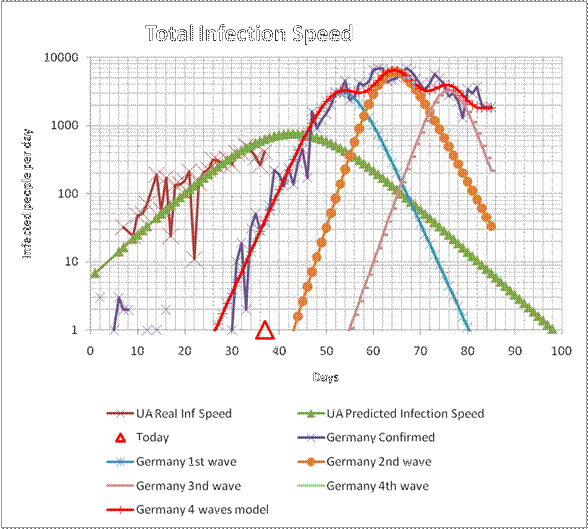 Total Infection Speed
Infected people per day
10000
1000
100
10
1
0 10 20 30 40 50 60 70 80 90 100
Days
UA Real Inf Speed
UA Predicted Infection Speed
Today
Germany Confirmed
Germany 1st wave
Germany 2nd wave
Germany 3nd wave
Germany 4th wave
Germany 4 waves model